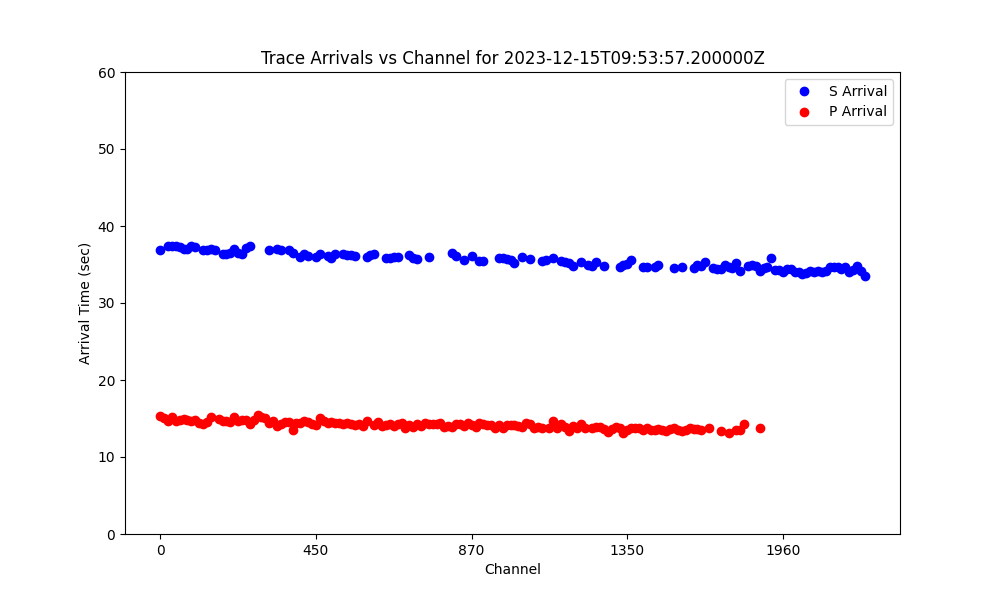 Trace Arrivals vs Channel for 2023-12-15T09:53:57.200000Z
S Arrival
P Arrival
60
50
40
30
20
10
0
Arrival Time (sec)
0 450 870 1350 1960
Channel